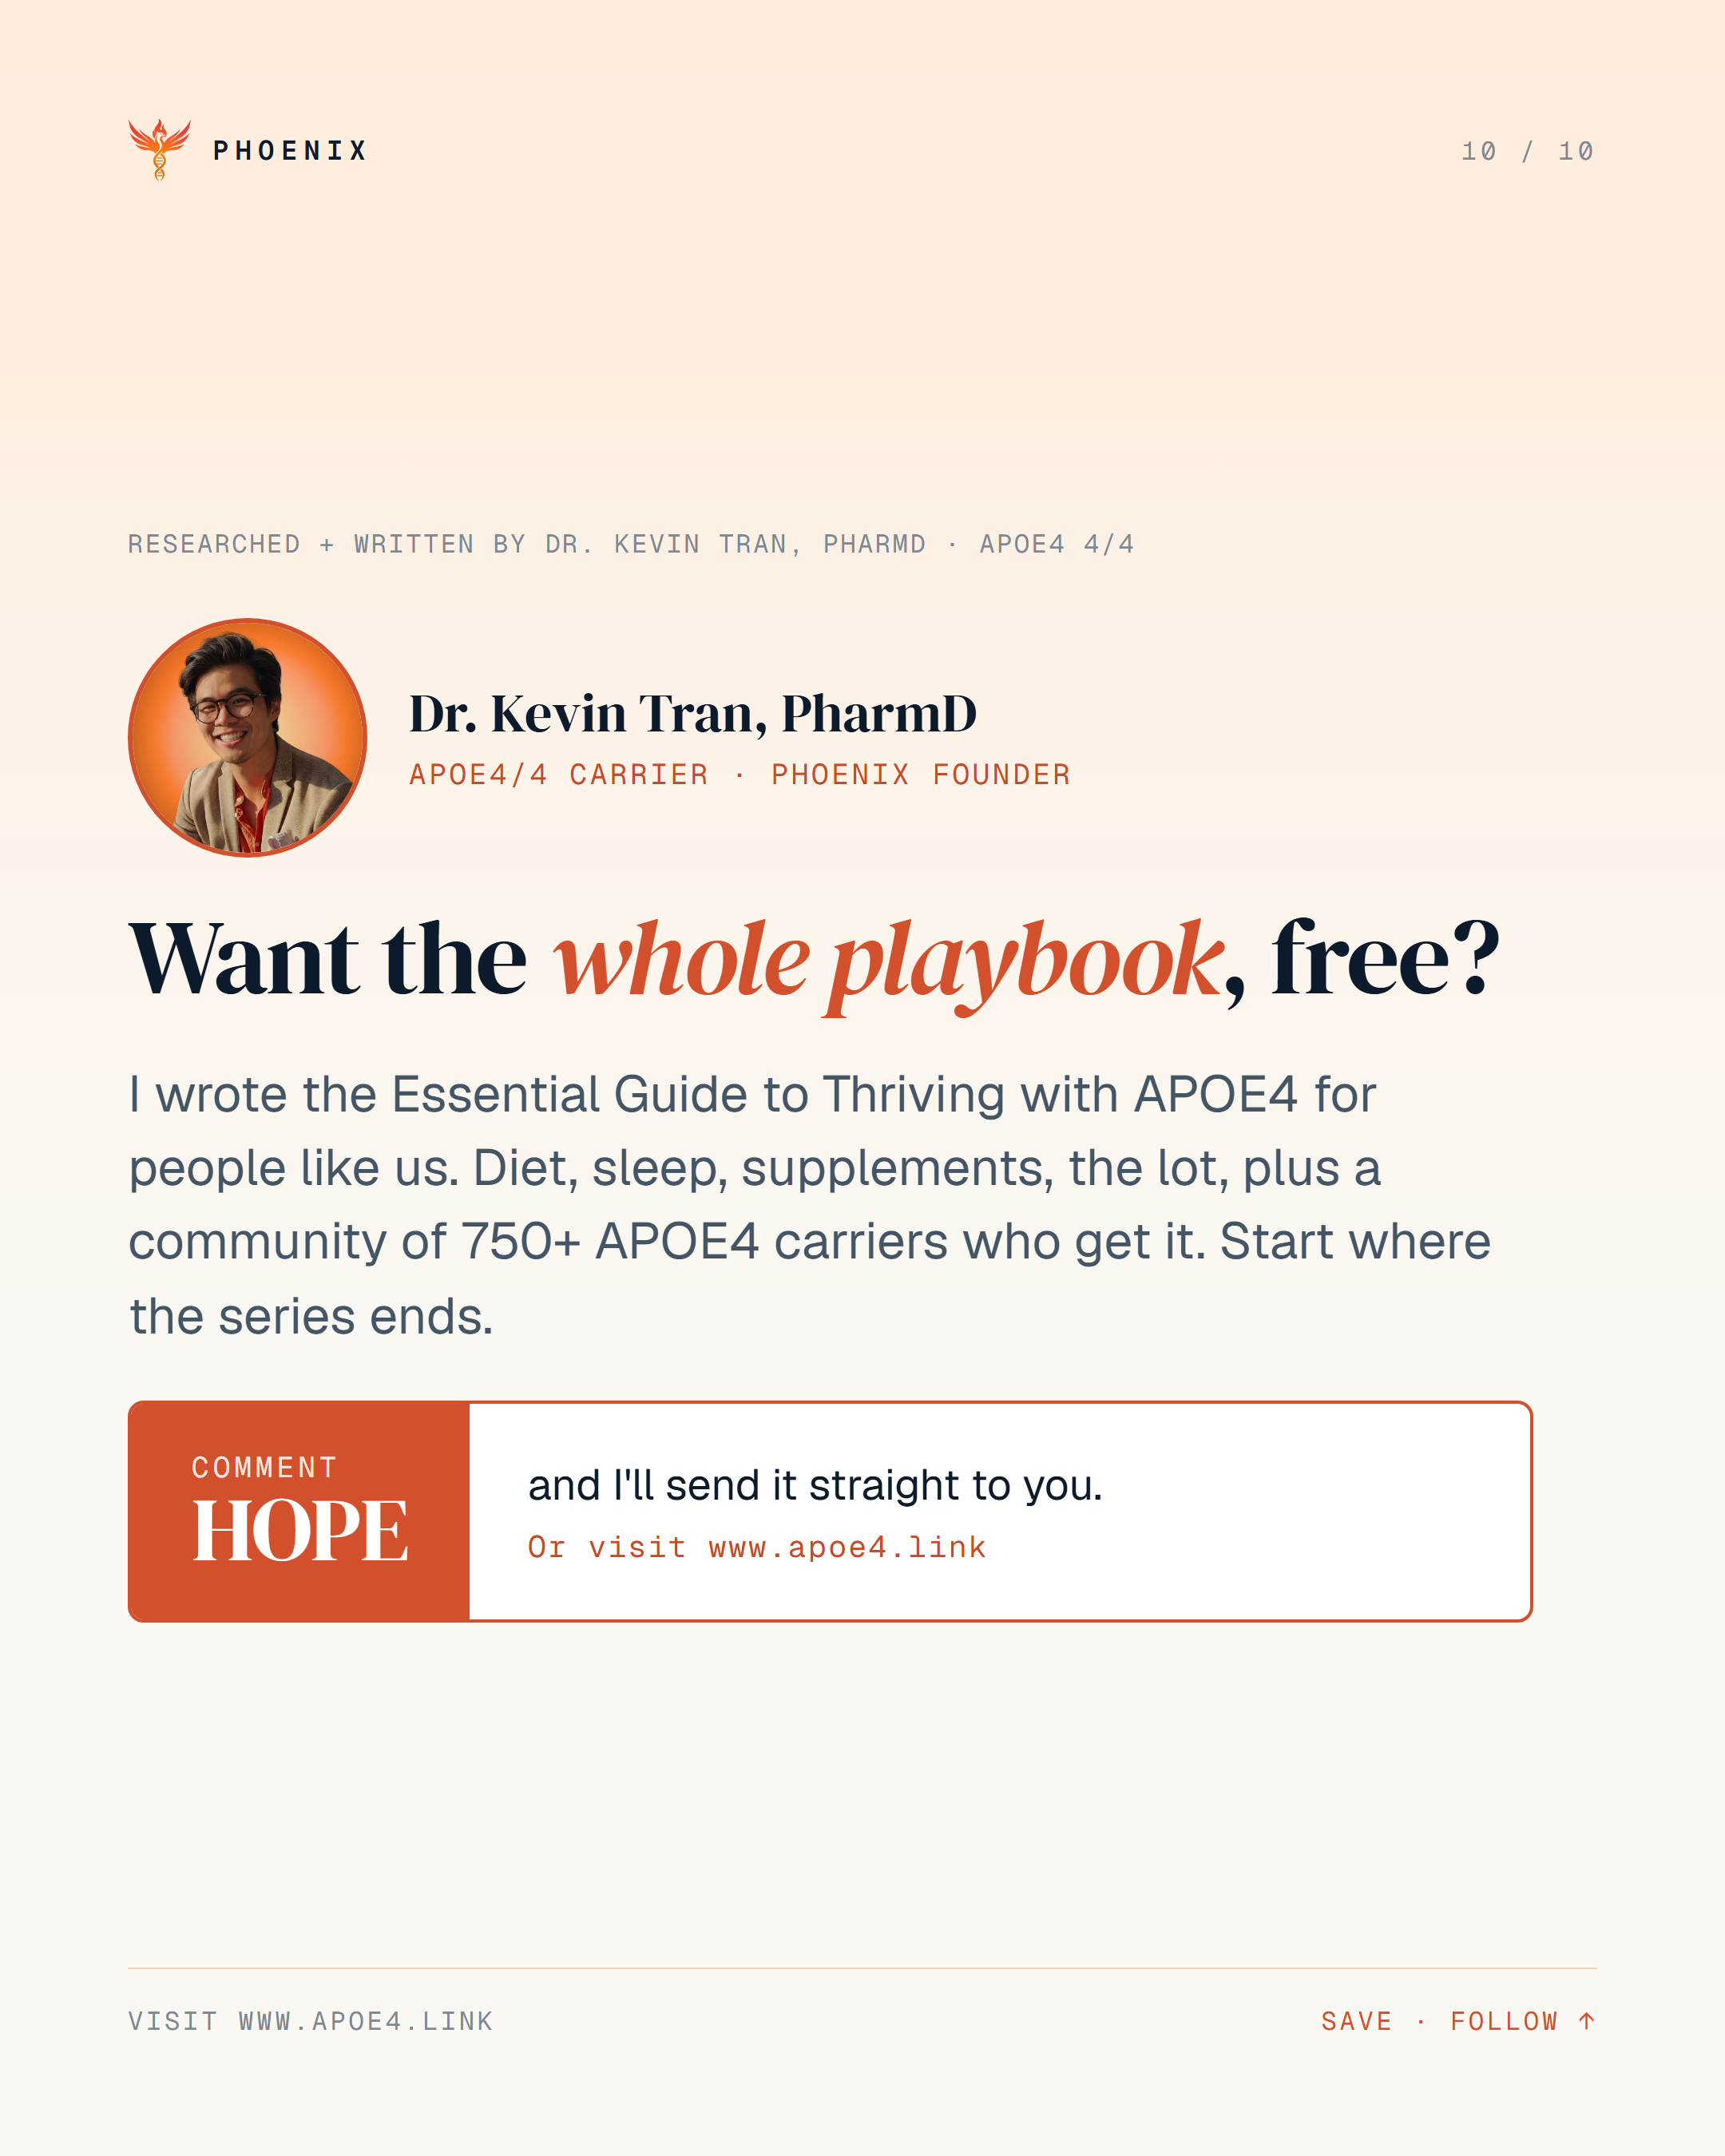 PHOENIX
10 / 10
RESEARCHED + WRITTEN BY DR. KEVIN TRAN, PHARMD · APOE4 4/4
Dr. Kevin Tran, PharmD
APOE4/4 CARRIER · PHOENIX FOUNDER
Want the whole playbook, free?
I wrote the Essential Guide to Thriving with APOE4 for
people like us. Diet, sleep, supplements, the lot, plus a
community of 750+ APOE4 carriers who get it. Start where
the series ends.
COMMENT
HOPE
and I'll send it straight to you.
Or visit www.apoe4.link
VISIT WWW.APOE4.LINK
SAVE · FOLLOW ↑